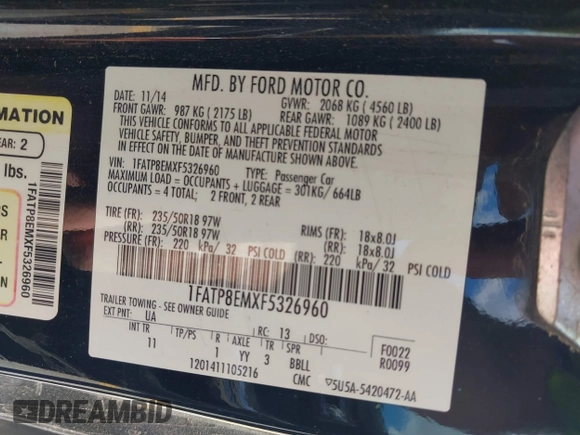 MFD. BY FORD MOTOR CO.
DATE: 11/14 GVWR: 2068 KG (4560 LB)
FRONT GAWR: 987 KG (2175 LB) REAR GAWR: 1089 KG (2400 LB)
THIS VEHICLE CONFORMS TO ALL APPLICABLE FEDERAL MOTOR
VEHICLE SAFETY, BUMPER, AND THEFT PREVENTION STANDARDS
IN EFFECT ON THE DATE OF MANUFACTURE SHOWN ABOVE.
VIN: 1FATP8EMXF5326960 TYPE: Passenger Car
MAXIMUM LOAD = OCCUPANTS + LUGGAGE = 301KG/664LB
OCCUPANTS = 4 TOTAL; 2 FRONT, 2 REAR
TIRE (FR): 235/50R18 97W RIMS (FR): 18x8.0J
(RR): 235/50R18 97W (RR): 18x8.0J
PRESSURE (FR): 220 kPa/ 32 PSI COLD (RR): 220 kPa/ 32 PSI COLD
1FATP8EMXF5326960
TRAILER TOWING - SEE OWNER GUIDE
EXT PNT: UA RC: 13 DSO:
INT TR TP/PS R AXLE TR SPR F0022
11 1 YY 3 BBLL R0099
1201411105216 CMC 5U5A-5420472-AA
RMATION
EAR: 2
lbs.
1FATP8EMXF5326960
DREAMBID